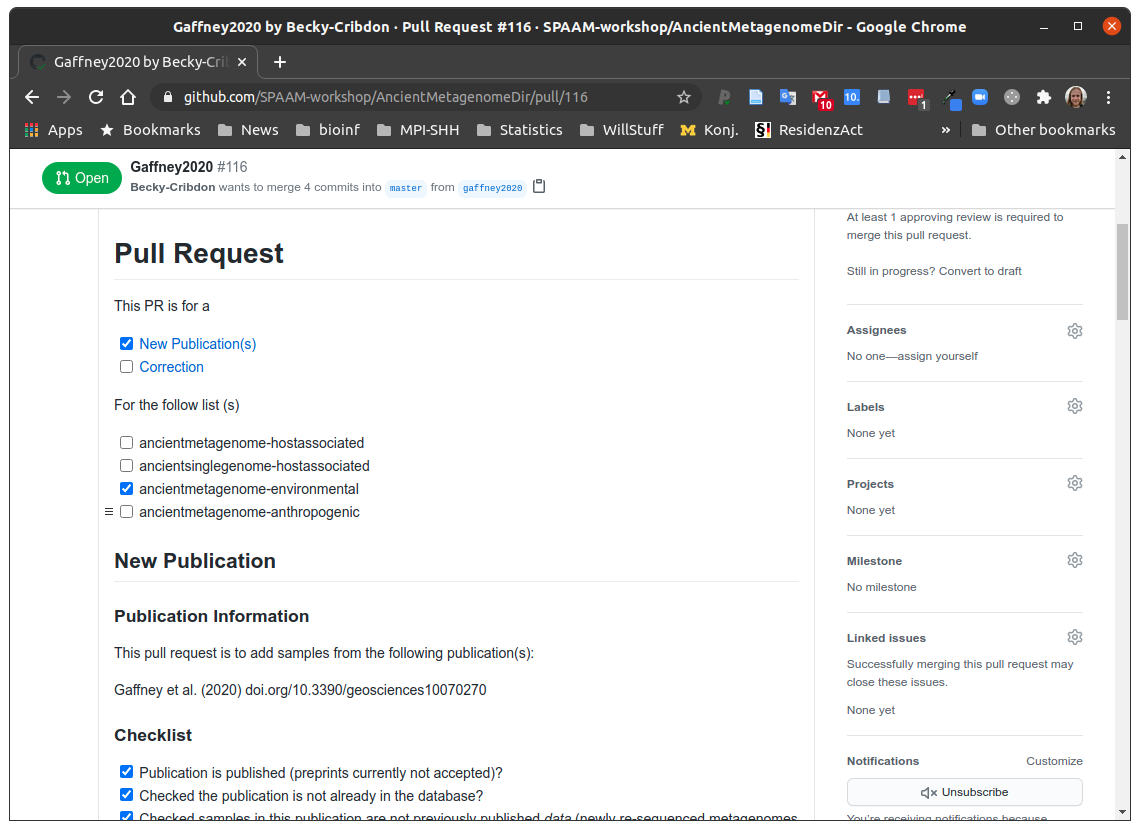 Gaffney2020 by Becky-Cribdon · Pull Request #116 · SPAAM-workshop/AncientMetagenomeDir - Google Chrome
Gaffney2020 by Becky-Cri
github.com/SPAAM-workshop/AncientMetagenomeDir/pull/116
10
10.
1
Apps
Bookmarks
News
bioinf
MPI-SHH
Statistics
WillStuff
Konj.
ResidenzAct
»
Other bookmarks
Open
Gaffney2020 #116
Becky-Cribdon wants to merge 4 commits into master from gaffney2020
Pull Request
This PR is for a
New Publication(s)
Correction
For the follow list (s)
ancientmetagenome-hostassociated
ancientsinglegenome-hostassociated
ancientmetagenome-environmental
ancientmetagenome-anthropogenic
New Publication
Publication Information
This pull request is to add samples from the following publication(s):
Gaffney et al. (2020) doi.org/10.3390/geosciences10070270
Checklist
Publication is published (preprints currently not accepted)?
Checked the publication is not already in the database?
Checked samples in this publication are not previously published data (newly re-sequenced metagenomes
At least 1 approving review is required to
merge this pull request.
Still in progress? Convert to draft
Assignees
No one—assign yourself
Labels
None yet
Projects
None yet
Milestone
No milestone
Linked issues
Successfully merging this pull request may
close these issues.
None yet
Notifications
Customize
Unsubscribe
You're receiving notifications because